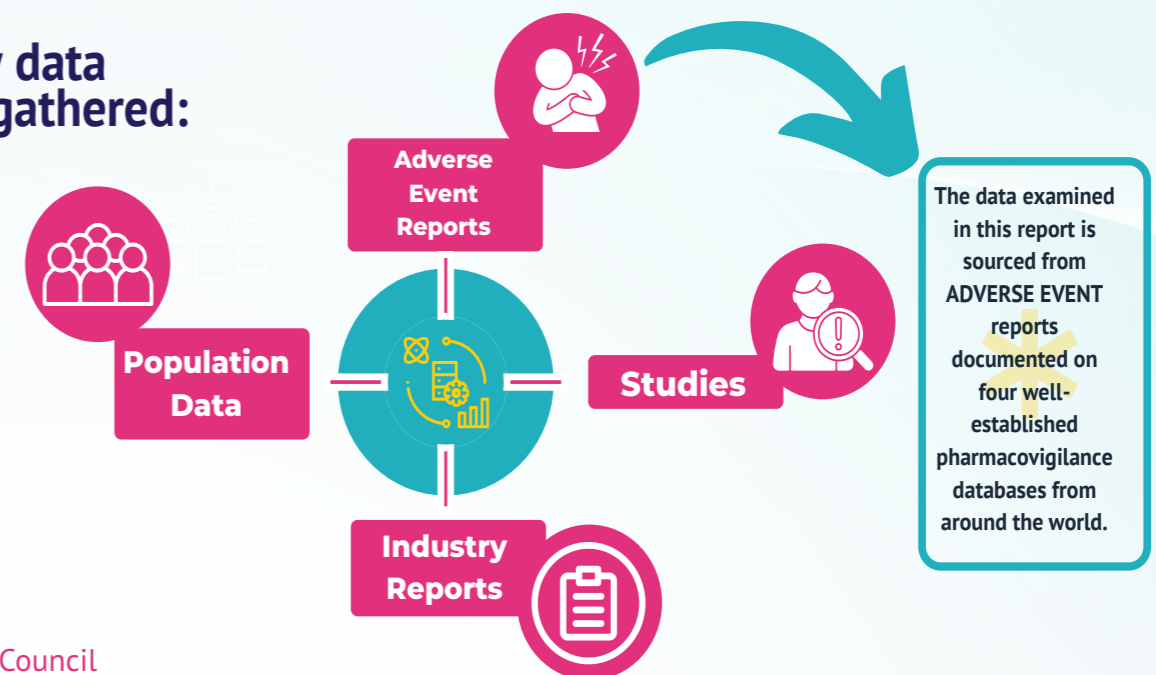 data
gathered:
Adverse
Event
Reports
Population
Data
Studies
Industry
Reports
The data examined
in this report is
sourced from
ADVERSE EVENT
reports
documented on
four well-
established
pharmacovigilance
databases from
around the world.
Council